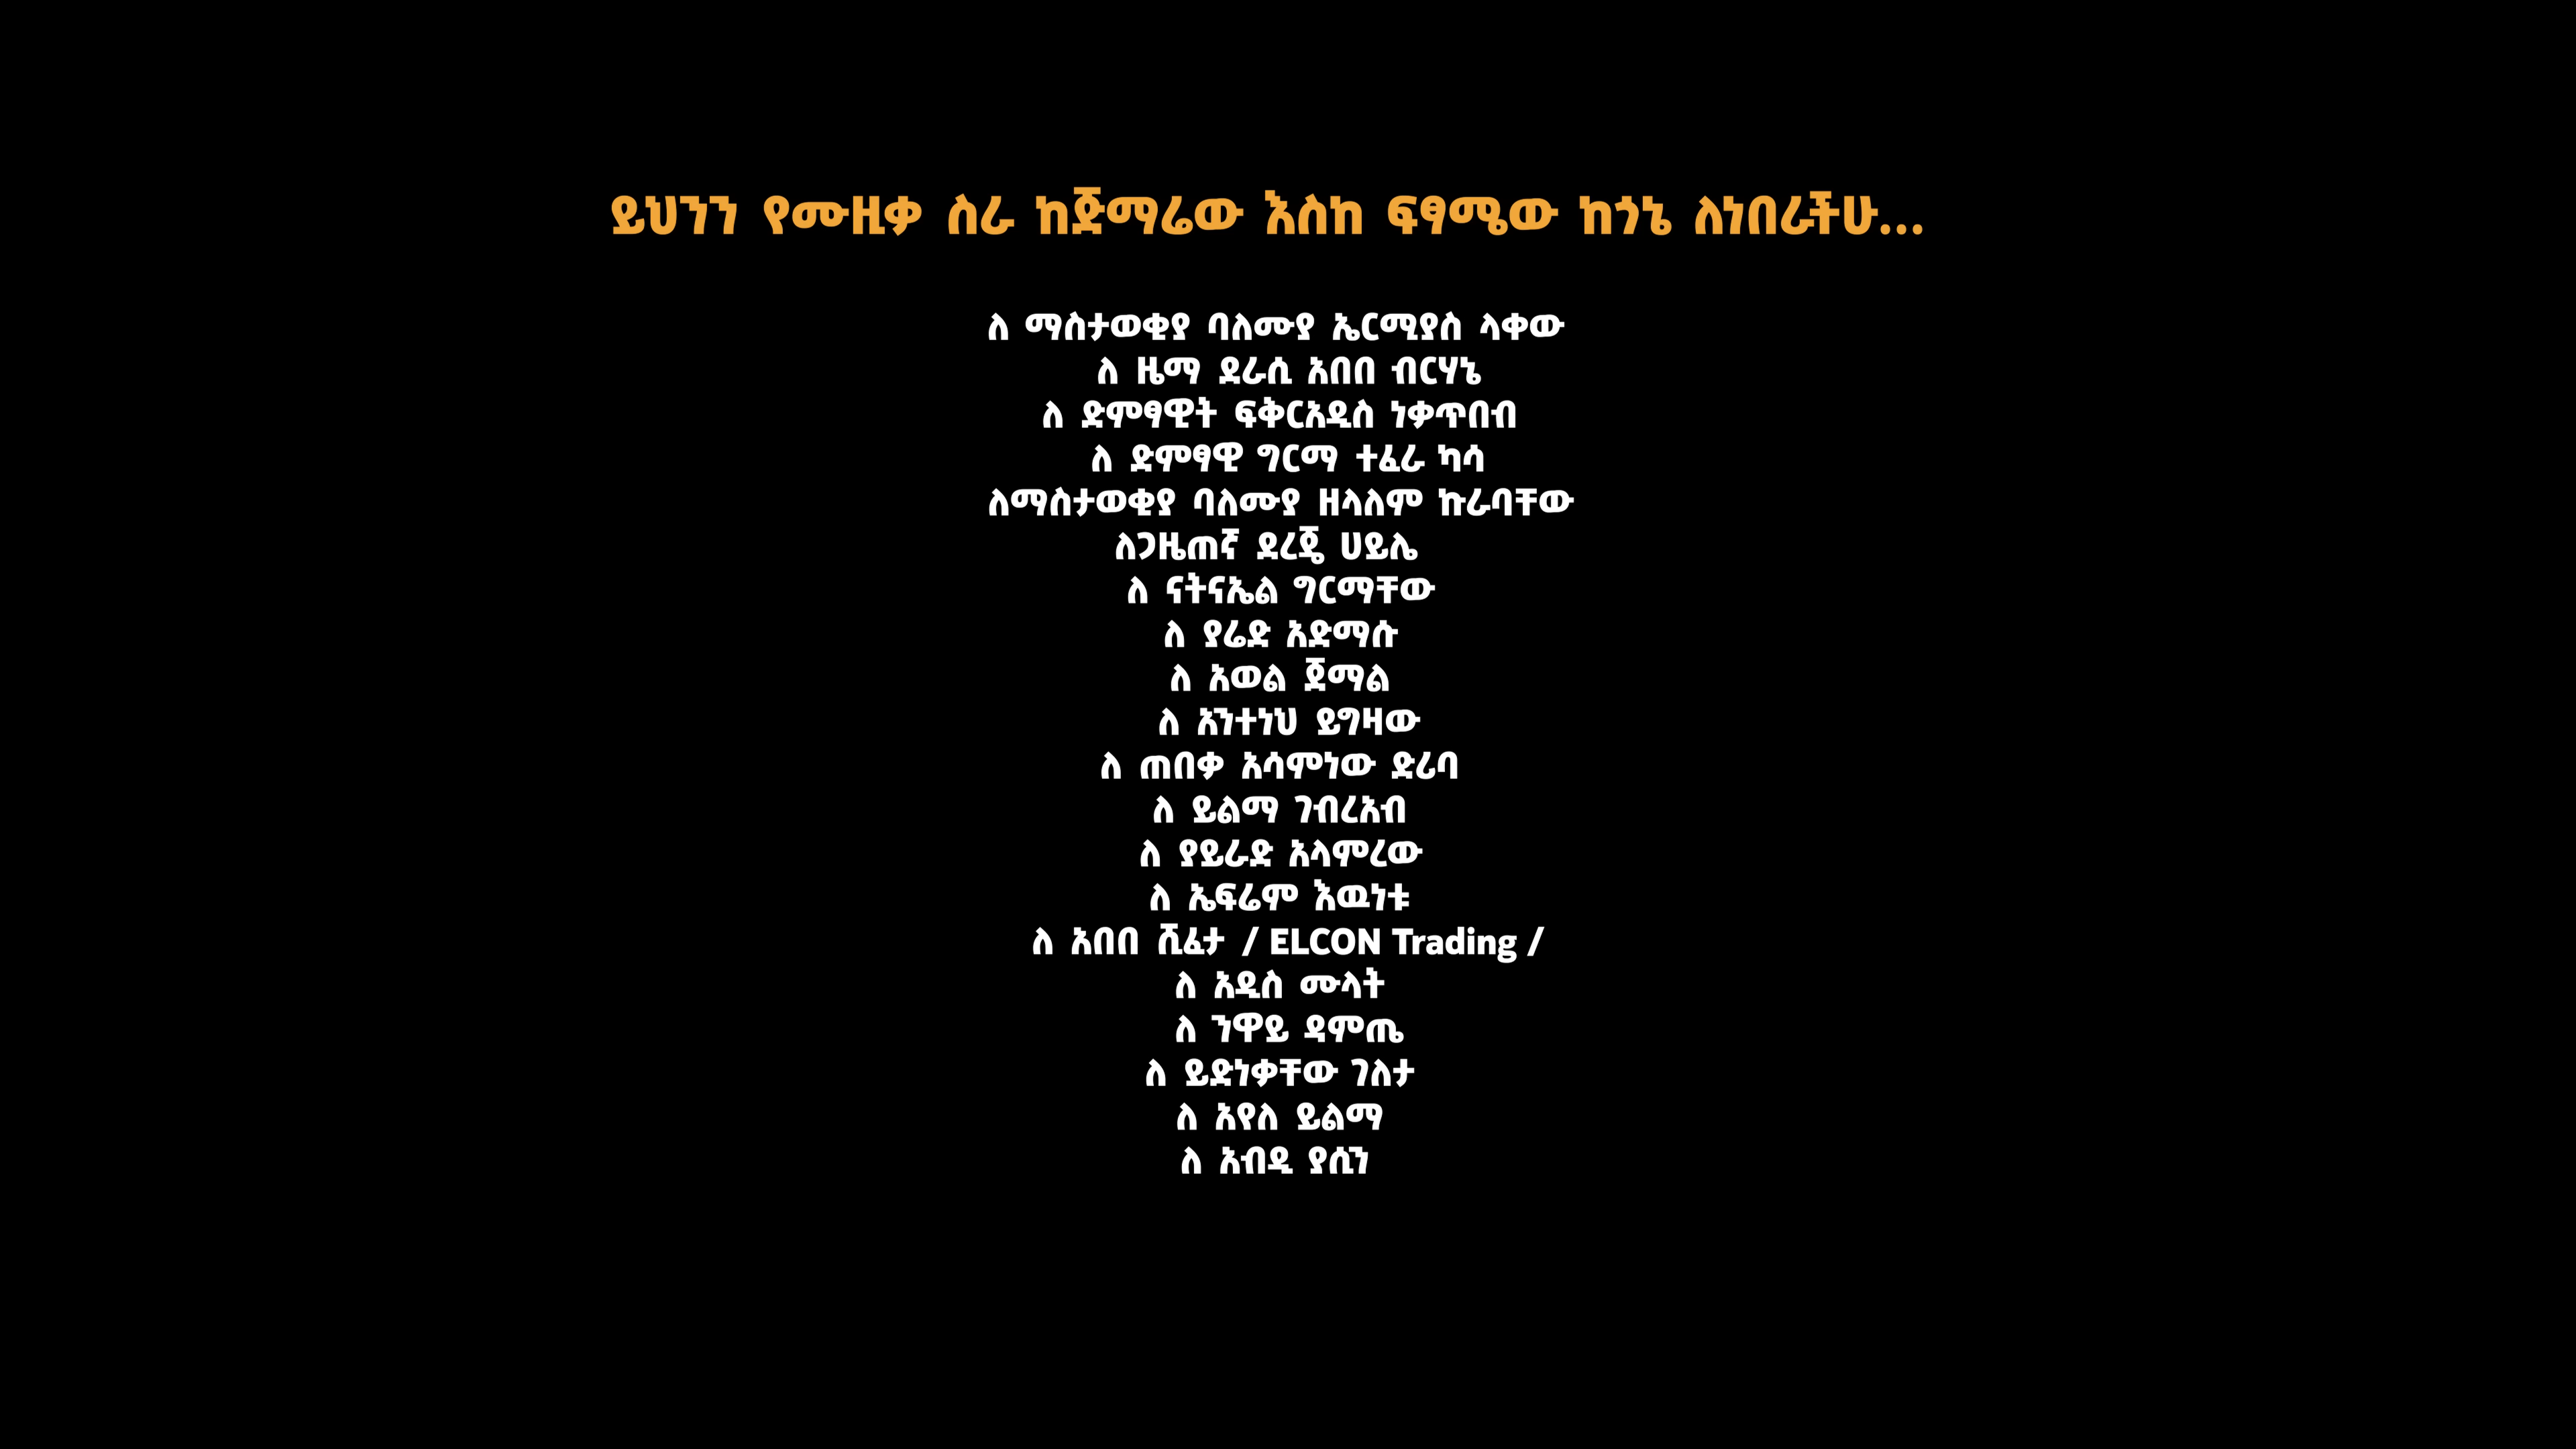 ይህንን የሙዚቃ ስራ ከጅማሬው እስከ ፍፃሜው ከጎኔ ለነበራችሁ...
ለ ማስታወቂያ ባለሙያ ኤርሚያስ ላቀው
ለ ዜማ ደራሲ አበበ ብርሃኔ
ለ ድምፃዊት ፍቅርአዲስ ነቃጥበብ
ለ ድምፃዊ ግርማ ተፈራ ካሳ
ለማስታወቂያ ባለሙያ ዘላለም ኩራባቸው
ለጋዜጠኛ ደረጄ ሀይሌ
ለ ናትናኤል ግርማቸው
ለ ያሬድ አድማሱ
ለ አወል ጀማል
ለ አንተነህ ይግዛው
ለ ጠበቃ አሳምነው ድሪባ
ለ ይልማ ገብረአብ
ለ ያይራድ አላምረው
ለ ኤፍሬም እዉነቱ
ለ አበበ ሺፈታ / ELCON Trading /
ለ አዲስ ሙላት
ለ ንዋይ ዳምጤ
ለ ይድነቃቸው ገለታ
ለ አየለ ይልማ
ለ አብዲ ያሲን